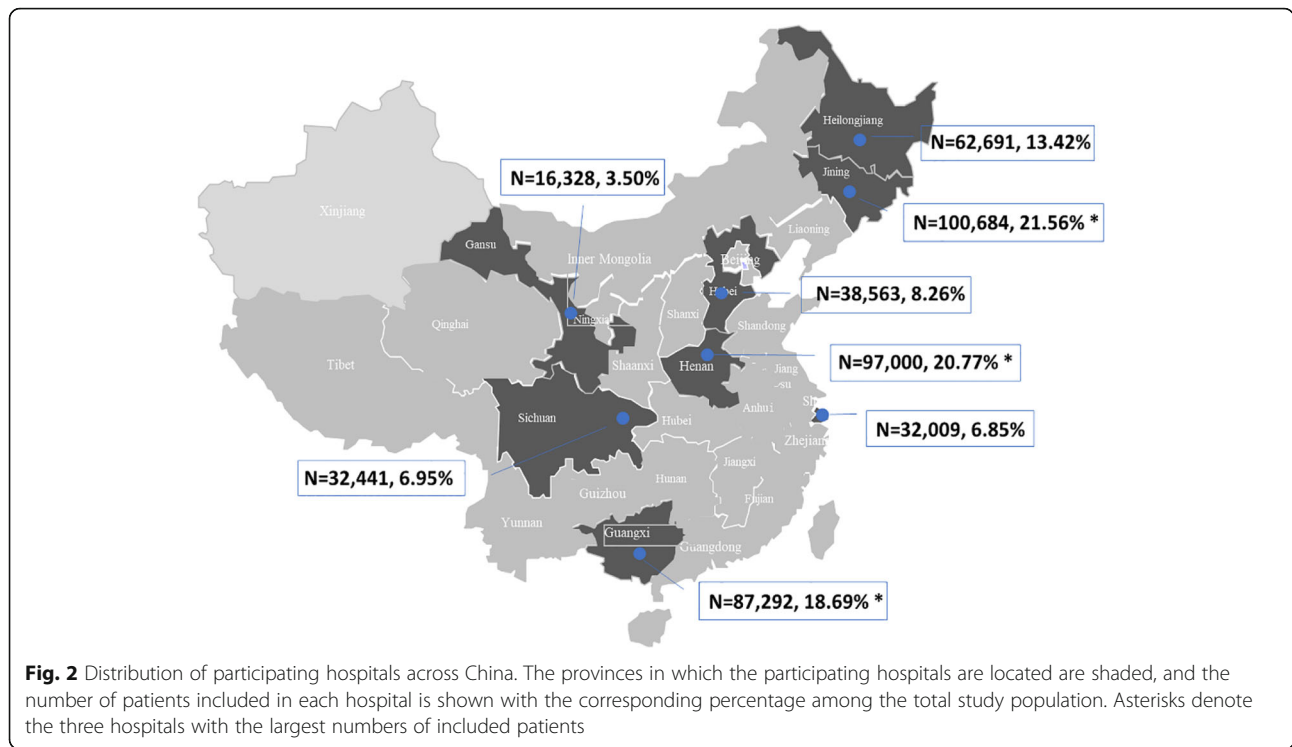 Heilongjiang
N=62,691, 13.42%
N=16,328, 3.50%
Jining
Xinjiang
N=100,684, 21.56% *
Liaoning
Gansu
Inner Mongolia
Beijing
Hebei
N=38,563, 8.26%
Ningxia
Qinghai
Shanxi
Shandong
Tibet
Shaanxi
Henan
N=97,000, 20.77% *
Jiang
su
Sichuan
Hubei
Anhui
Sh
N=32,009, 6.85%
Zhejian
N=32,441, 6.95%
Jiangxi
Hunan
Guizhou
Fujian
Yunnan
Guangxi
Guangdong
N=87,292, 18.69% *
Fig. 2 Distribution of participating hospitals across China. The provinces in which the participating hospitals are located are shaded, and the
number of patients included in each hospital is shown with the corresponding percentage among the total study population. Asterisks denote
the three hospitals with the largest numbers of included patients